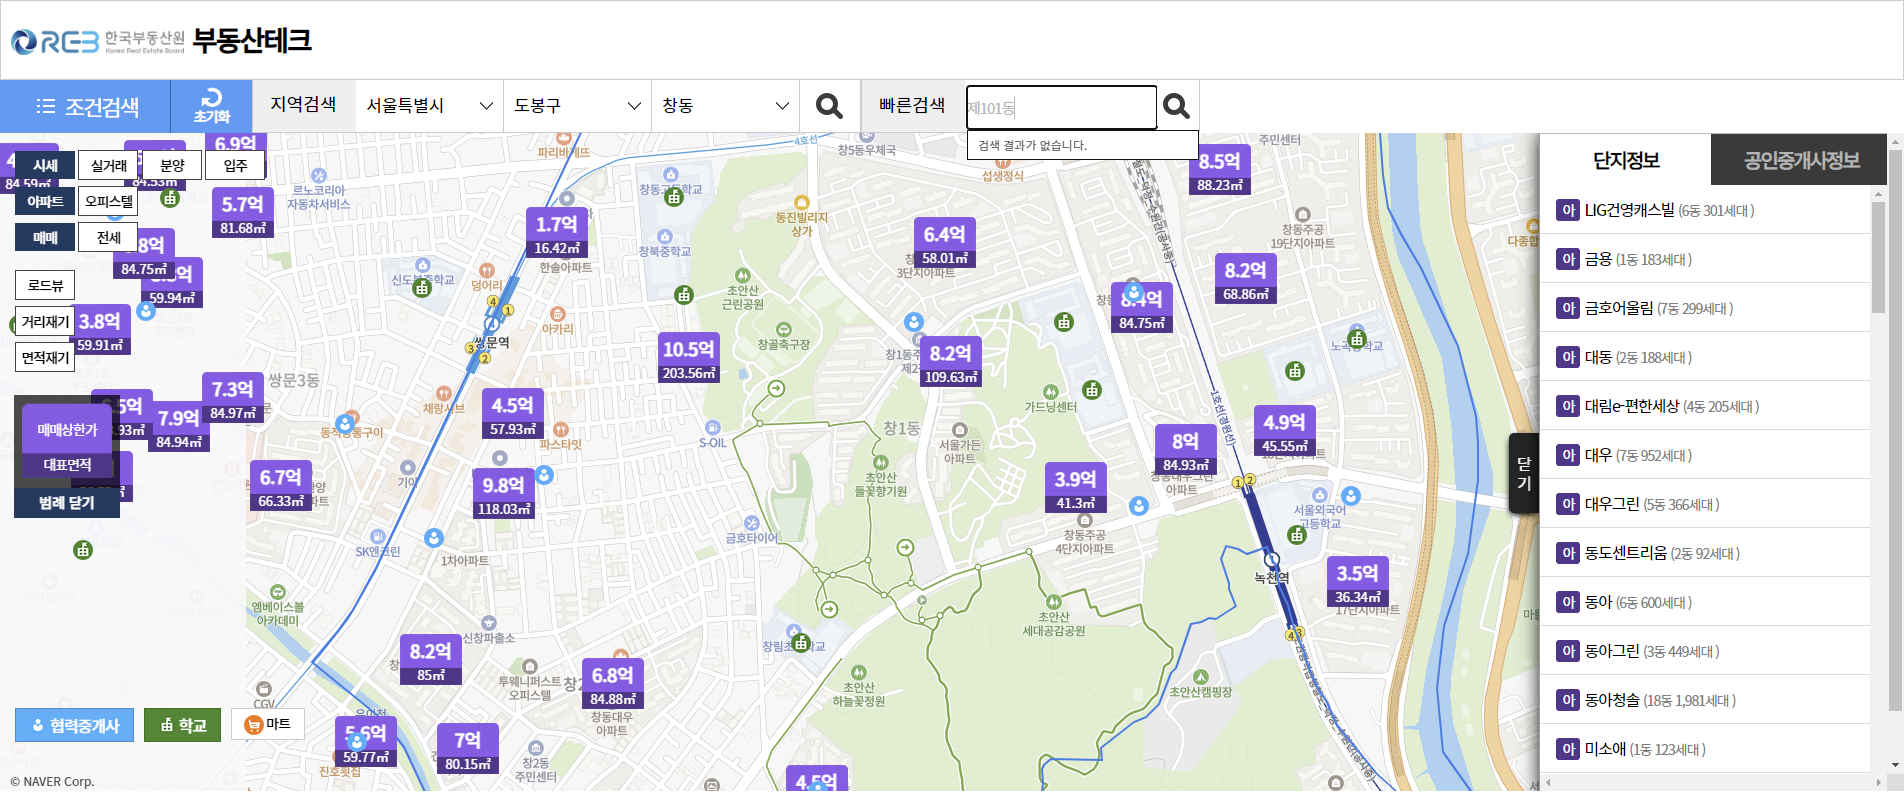 REB 한국부동산원 부동산테크
Korea Real Estate Board
조건검색
초기화
지역검색
서울특별시
도봉구
창동
빠른검색
제101동
검색 결과가 없습니다.
시세
실거래
분양
입주
아파트
오피스텔
매매
전세
로드뷰
거리재기
면적재기
매매상한가
대표면적
범례 닫기
협력중개사
학교
마트
© NAVER Corp.
6.9억
84.59㎡
84.53㎡
5.7억
81.68㎡
84.75㎡
59.94㎡
3.8억
59.91㎡
7.3억
84.97㎡
7.9억
84.94㎡
6.7억
66.33㎡
1.7억
16.42㎡
10.5억
203.56㎡
4.5억
57.93㎡
9.8억
118.03㎡
8.2억
85㎡
6.8억
84.88㎡
5.6억
59.77㎡
7억
80.15㎡
4.5억
6.4억
58.01㎡
8.2억
109.63㎡
8.5억
88.23㎡
8.2억
68.86㎡
8.4억
84.75㎡
4.9억
45.55㎡
8억
84.93㎡
3.9억
41.3㎡
3.5억
36.34㎡
파리바게뜨
4호선
창5동우체국
주민센터
섭생정식
르노코리아
자동차서비스
창동고등학교
동진빌리지
상가
창북중학교
한솔아파트
신도봉중학교
덩어리
초안산
근린공원
아카리
쌍문역
창골축구장
쌍문3동
채랑샤브
파스타잇
S-OIL
창1동
가드닝센터
서울가든
아파트
초안산
들꽃향기원
기아
SK엔크린
1차아파트
금호타이어
엠베이스볼
아카데미
신창파출소
투웨니퍼스트
오피스텔
창동대우
아파트
CGV
창2동
주민센터
진호횟집
초안산
하늘꽃정원
초안산
세대공감공원
초안산캠핑장
창동주공
4단지아파트
3단지아파트
창동주공
19단지아파트
노곡중학교
서울외국어
고등학교
녹천역
17단지아파트
1호선(경원선)
닫
기
단지정보
공인중개사정보
아 LIG건영캐스빌 (6동 301세대 )
아 금용 (1동 183세대 )
아 금호어울림 (7동 299세대 )
아 대동 (2동 188세대 )
아 대림e-편한세상 (4동 205세대 )
아 대우 (7동 952세대 )
아 대우그린 (5동 366세대 )
아 동도센트리움 (2동 92세대 )
아 동아 (6동 600세대 )
아 동아그린 (3동 449세대 )
아 동아청솔 (18동 1,981세대 )
아 미소애 (1동 123세대 )